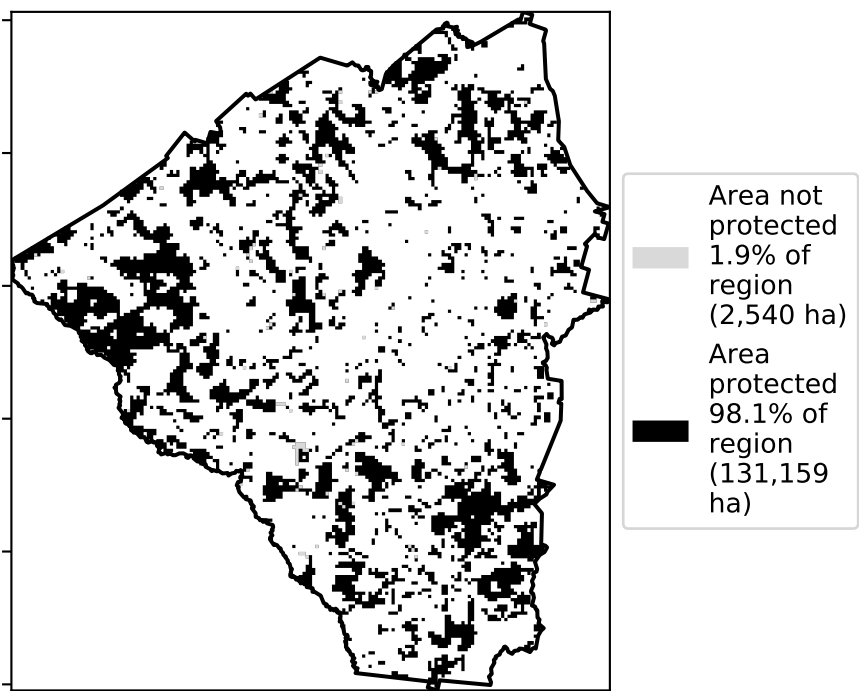 Area not
protected
1.9% of
region
(2,540 ha)
Area
protected
98.1% of
region
(131,159
ha)